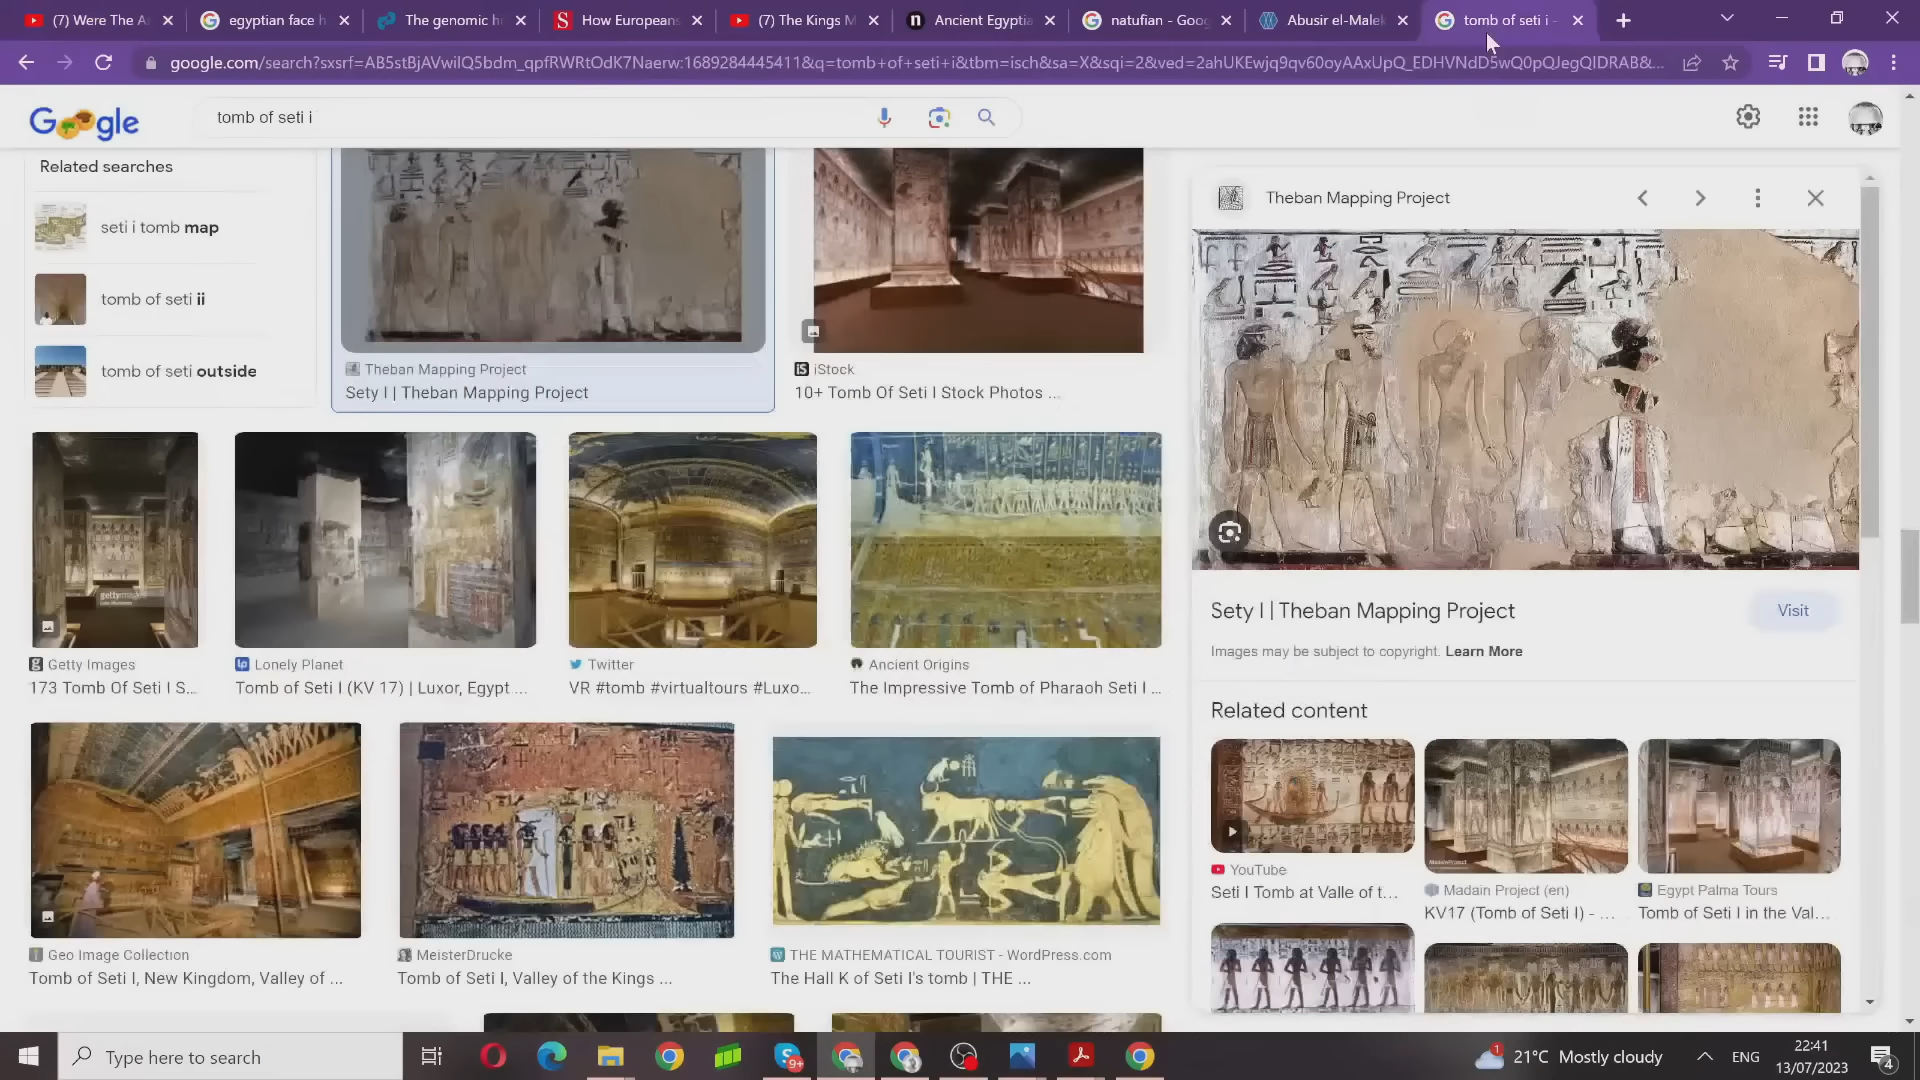 (7) Were The A
egyptian face h
The genomic h
How European
(7) The Kings M
Ancient Egyptia
natufian - Goo
Abusir el-Malek
tomb of seti i -
google.com/search?sxsrf=AB5stBjAVwilQ5bdm_qpfRWRtOdK7Naerw:1689284445411&q=tomb+of+seti+i&tbm=isch&sa=X&sqi=2&ved=2ahUKEwjq9qv60oyAAxUpQ_EDHVNdD5wQ0pQJegQIDRAB&...
Google
tomb of seti i
Related searches
seti i tomb map
tomb of seti ii
tomb of seti outside
Theban Mapping Project
Sety I | Theban Mapping Project
iStock
10+ Tomb Of Seti I Stock Photos ...
Getty Images
173 Tomb Of Seti I S...
Lonely Planet
Tomb of Seti I (KV 17) | Luxor, Egypt ...
Twitter
VR #tomb #virtualtours #Luxo...
Ancient Origins
The Impressive Tomb of Pharaoh Seti I ...
Geo Image Collection
Tomb of Seti I, New Kingdom, Valley of ...
MeisterDrucke
Tomb of Seti I, Valley of the Kings ...
THE MATHEMATICAL TOURIST - WordPress.com
The Hall K of Seti I's tomb | THE ...
Theban Mapping Project
Sety I | Theban Mapping Project
Visit
Images may be subject to copyright. Learn More
Related content
YouTube
Seti I Tomb at Valle of t...
Madain Project (en)
KV17 (Tomb of Seti I) - ...
Egypt Palma Tours
Tomb of Seti I in the Val...
Type here to search
9+
1
21°C Mostly cloudy
ENG
22:41
13/07/2023
4